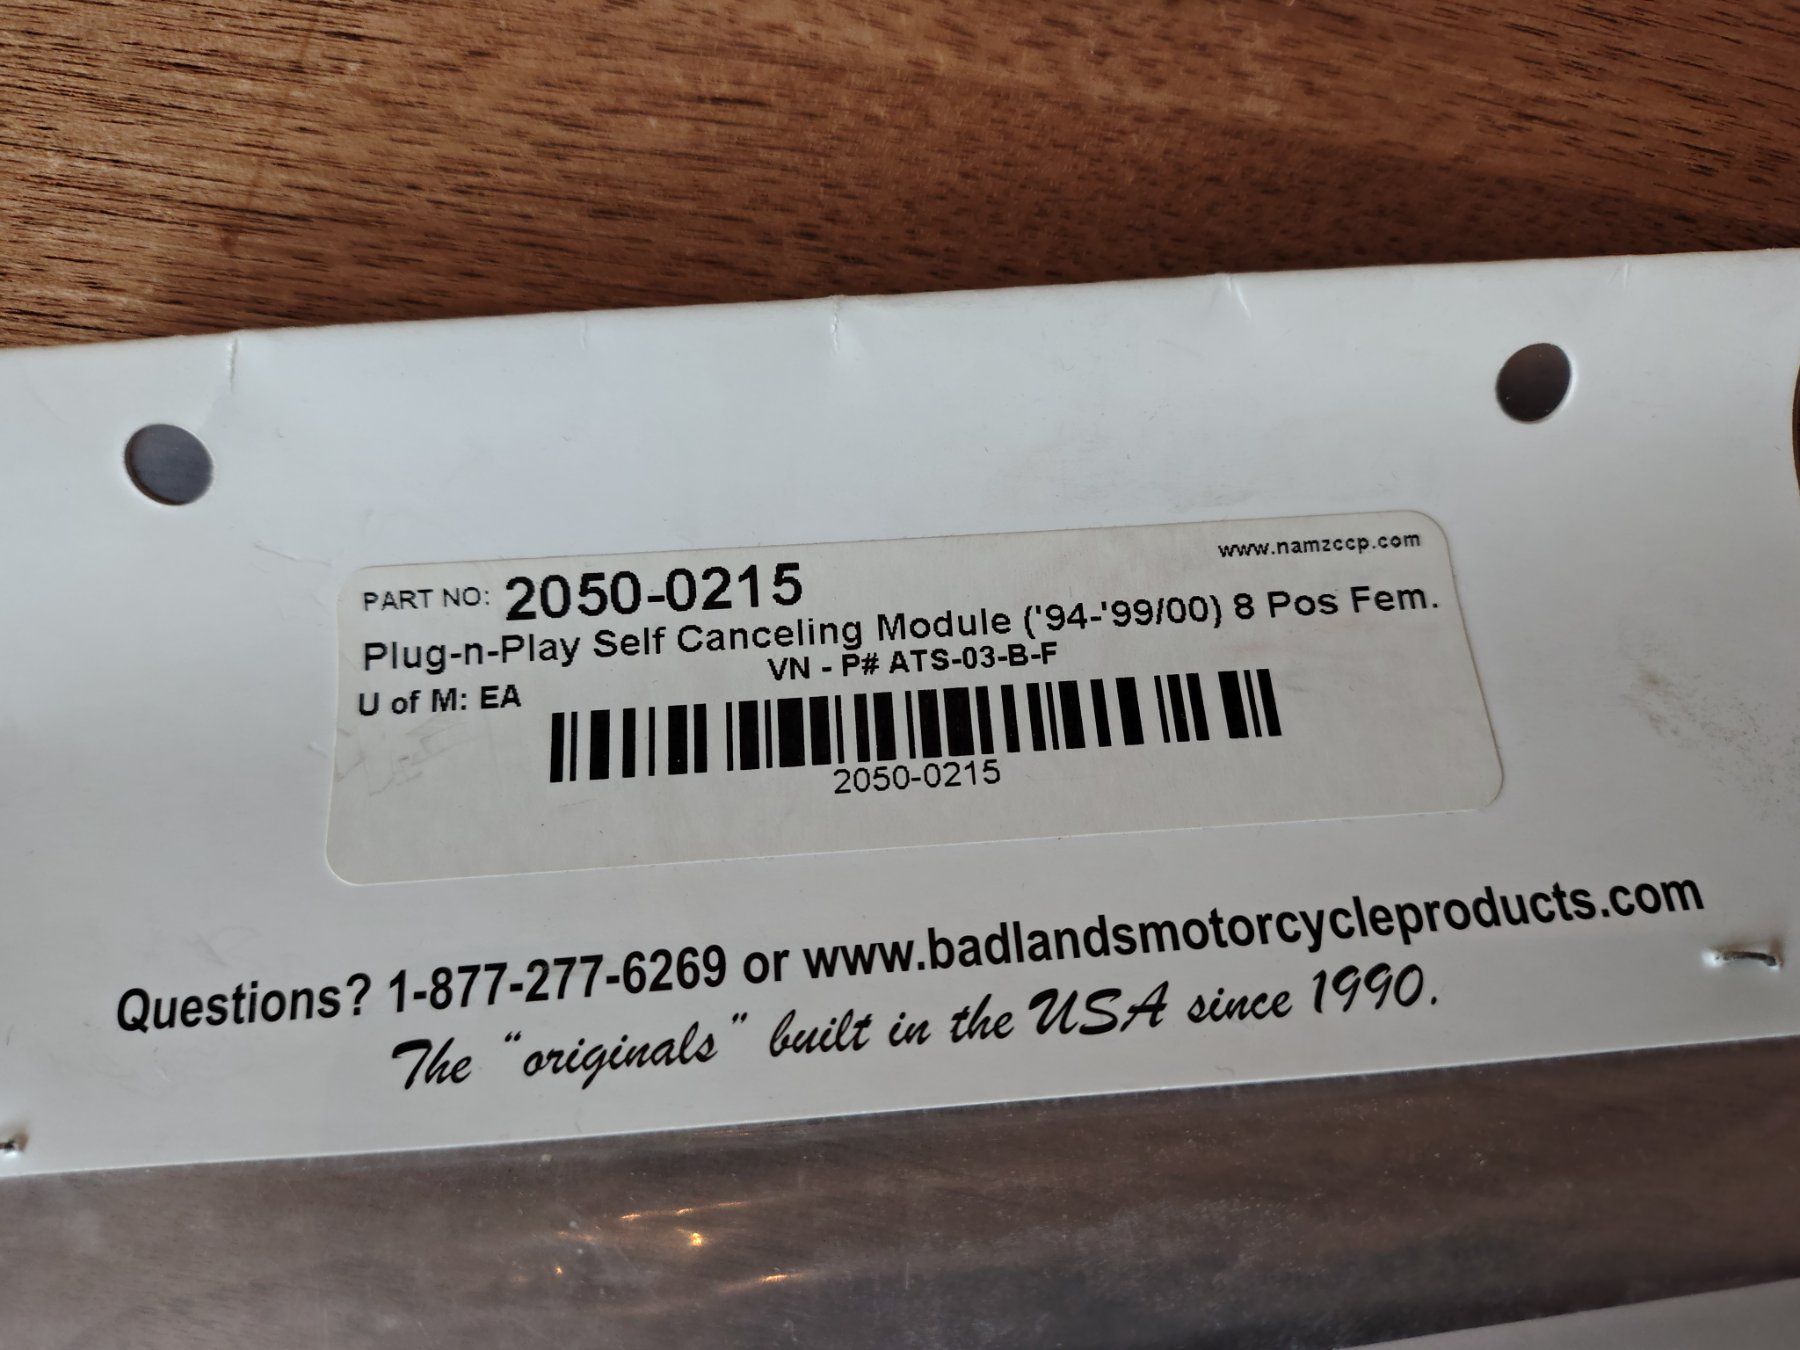 www.namzccp.com
PART NO: 2050-0215
Plug-n-Play Self Canceling Module ('94-'99/00) 8 Pos Fem.
VN - P# ATS-03-B-F
U of M: EA
2050-0215
Questions? 1-877-277-6269 or www.badlandsmotorcycleproducts.com
The "originals" built in the USA since 1990.